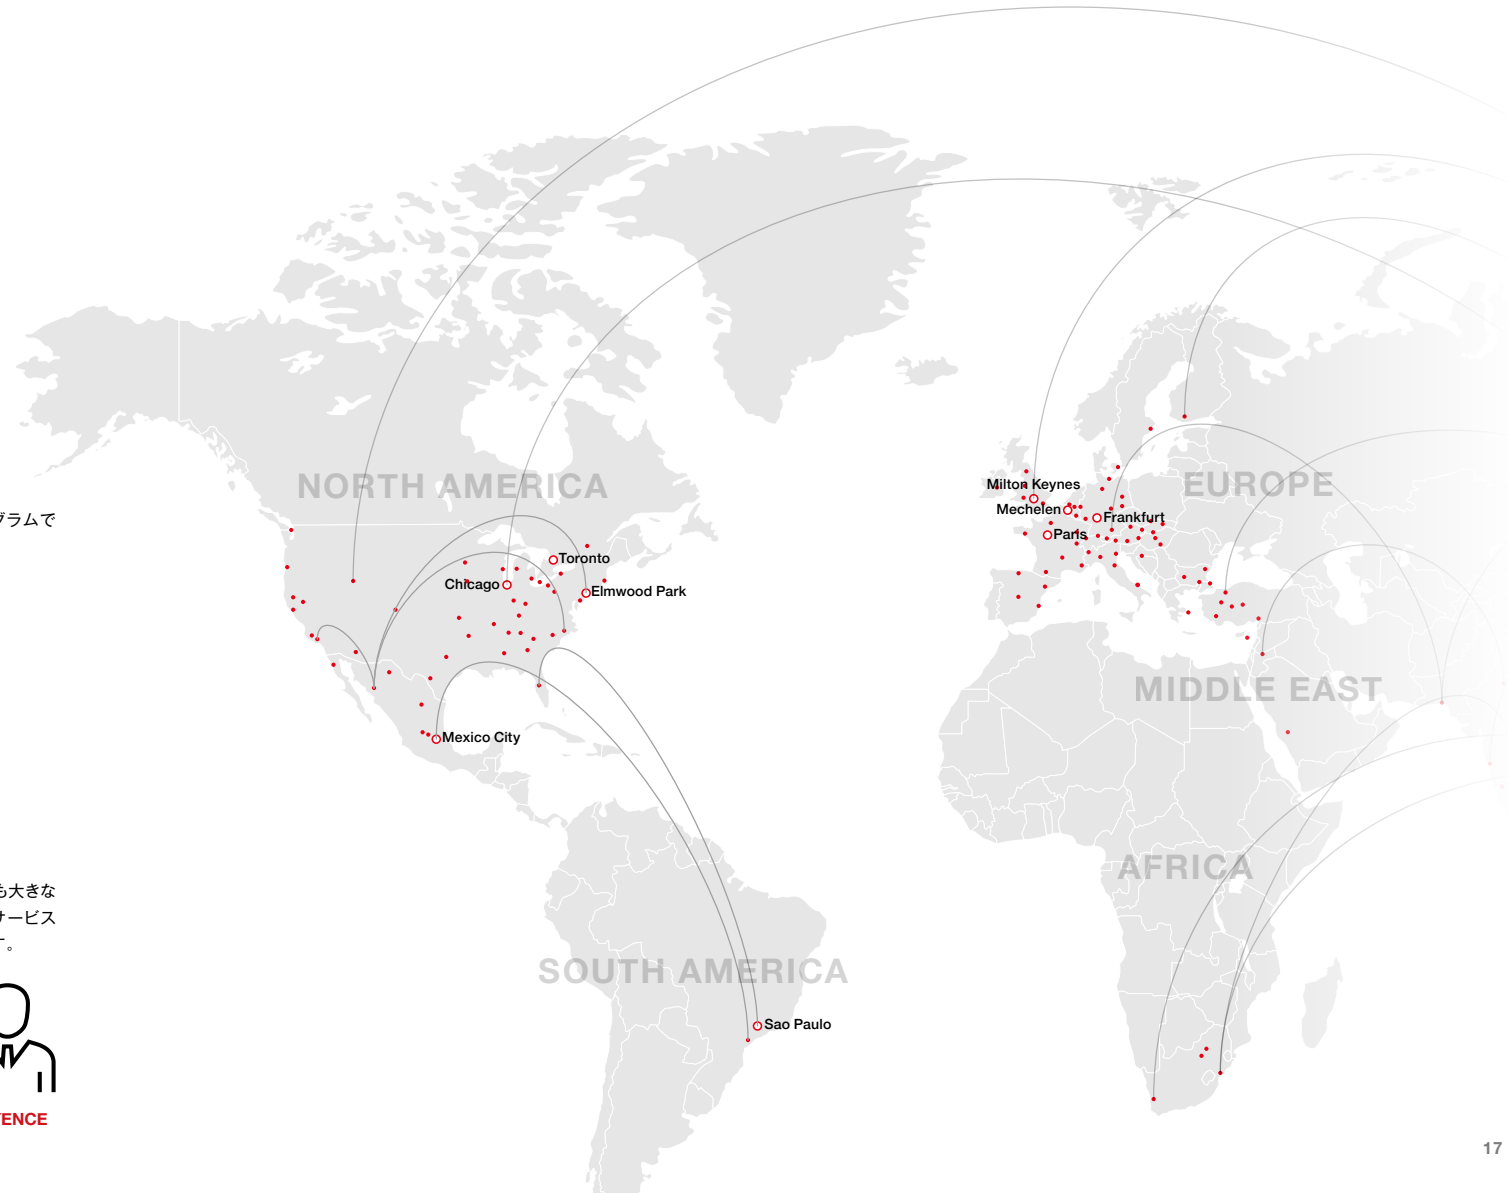 NORTH AMERICA
EUROPE
Milton Keynes
Mechelen
Frankfurt
Paris
グラムで
Toronto
Chicago
Elmwood Park
MIDDLE EAST
Mexico City
AFRICA
も大きな
サービス
す。
SOUTH AMERICA
Sao Paulo
ENCE
17